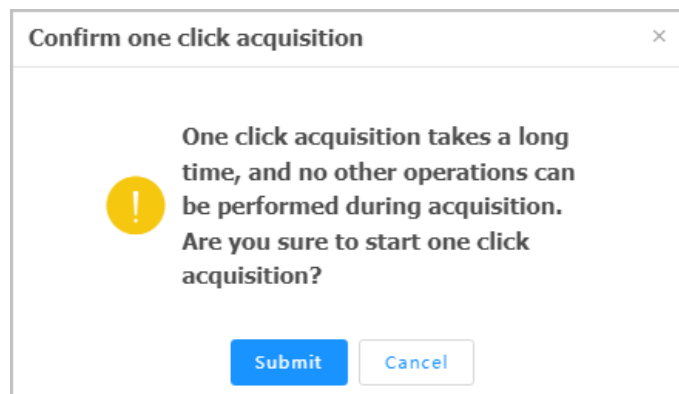 Confirm one click acquisition
×
One click acquisition takes a long
time, and no other operations can
be performed during acquisition.
Are you sure to start one click
acquisition?
!
Submit
Cancel